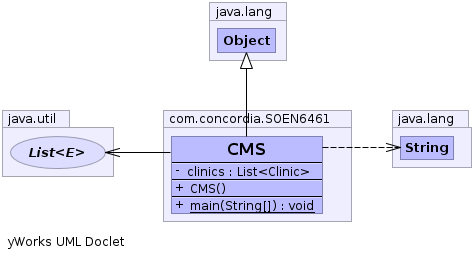 java.lang
Object
java.util
List<E>
com.concordia.SOEN6461
CMS
- clinics : List<Clinic>
+ CMS()
+ main(String[]) : void
java.lang
String
yWorks UML Doclet